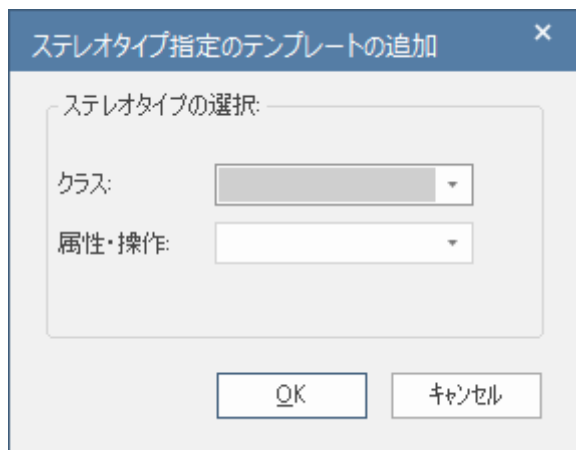 ステレオタイプ指定のテンプレートの追加
ステレオタイプの選択:
クラス:
属性・操作:
OK
キャンセル